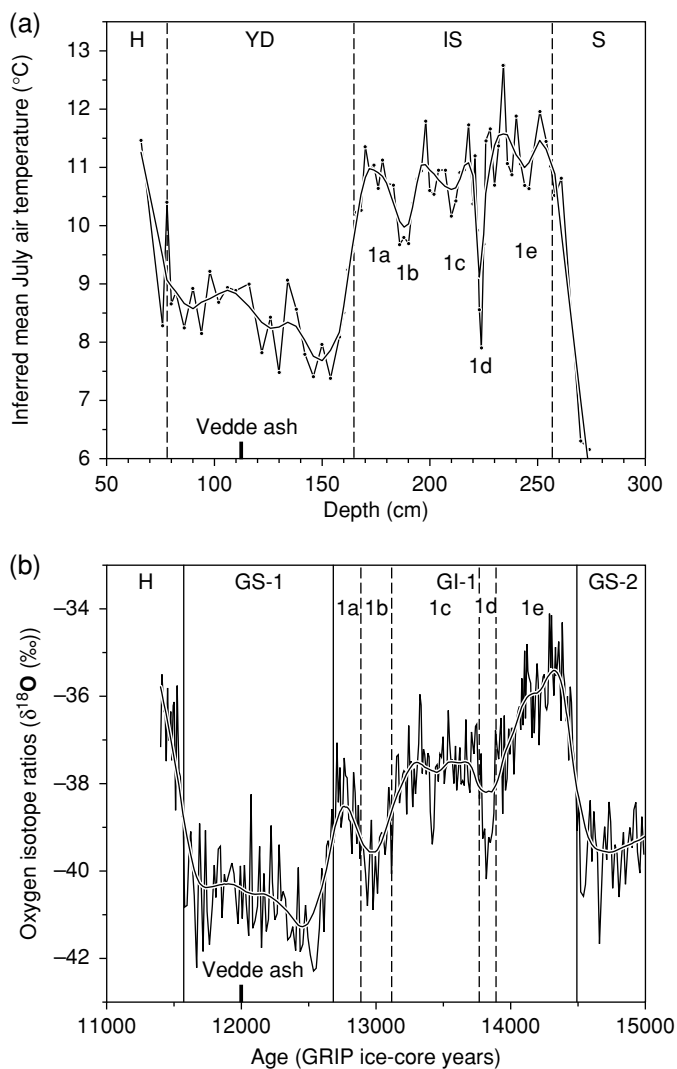 (a)
H YD IS S
13
12
11
10
9
8
7
6
Inferred mean July air temperature (°C)
1a
1b
1c
1d
1e
Vedde ash
50 100 150 200 250 300
Depth (cm)
(b)
H GS-1 GI-1 GS-2
1a 1b 1c 1d 1e
–34
–36
–38
–40
–42
Oxygen isotope ratios (δ18O (‰))
Vedde ash
11000 12000 13000 14000 15000
Age (GRIP ice-core years)